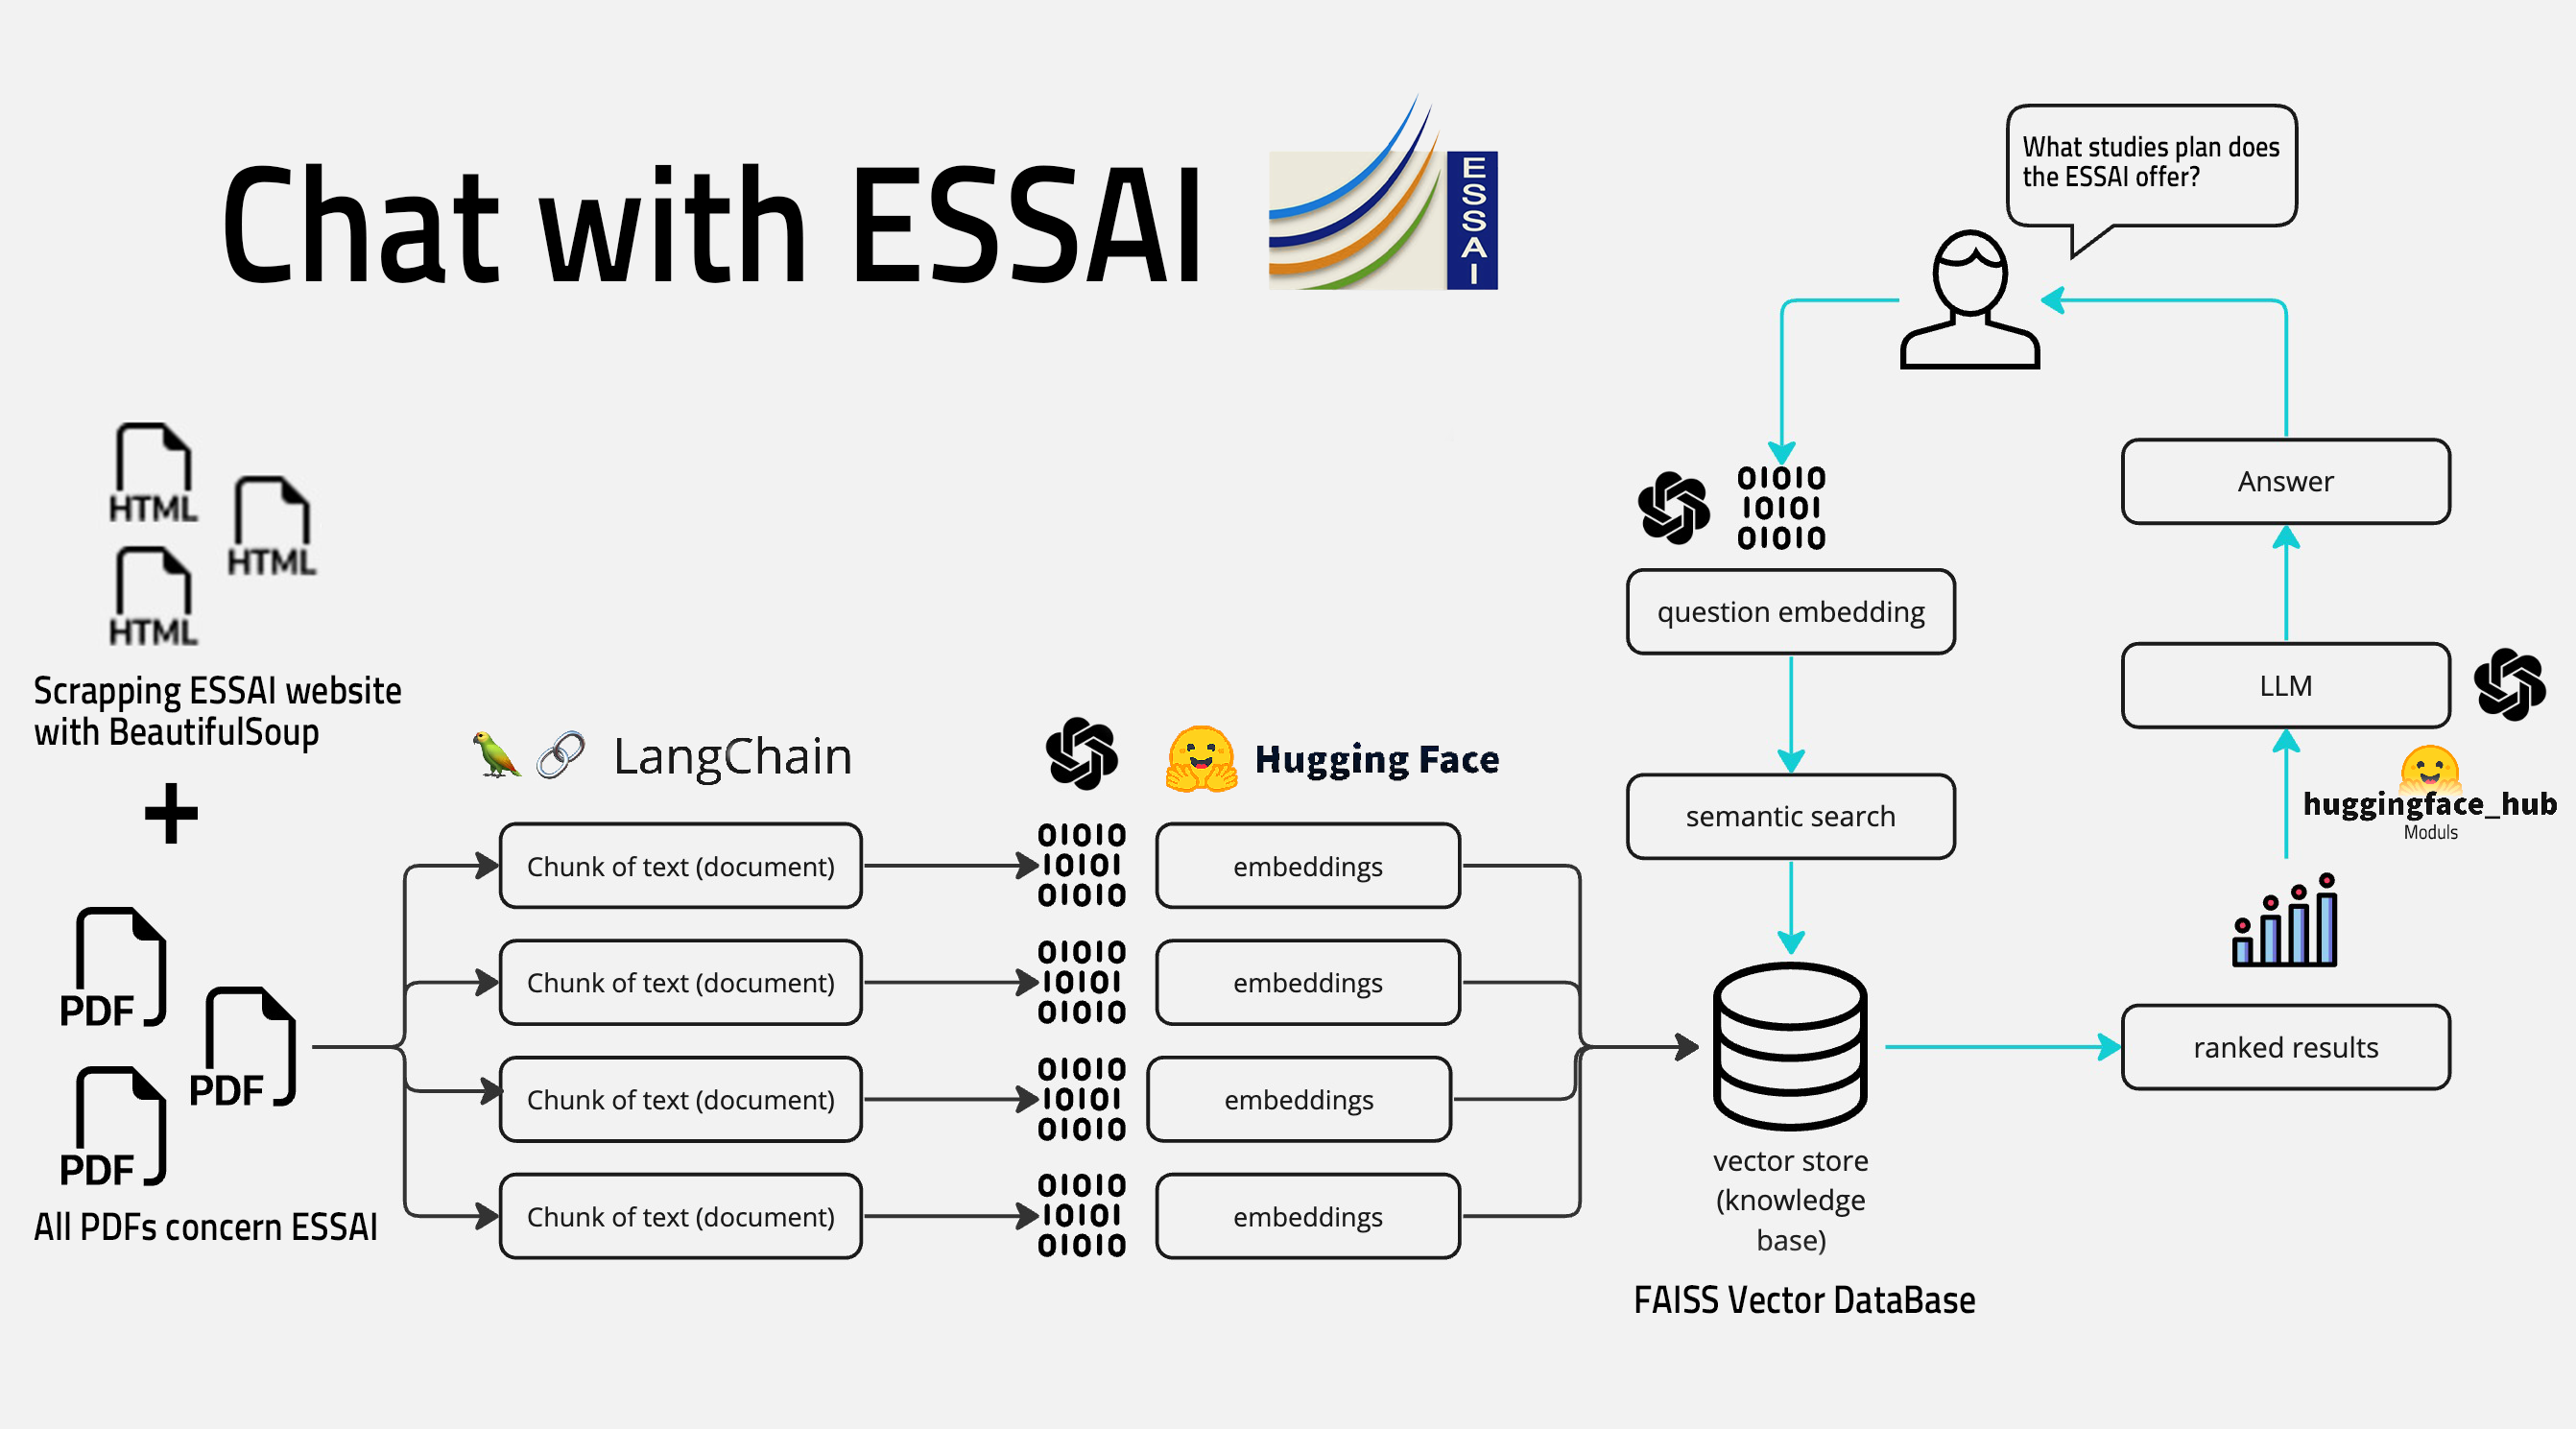 Chat with ESSAI
E
S
S
A
I
What studies plan does
the ESSAI offer?
HTML
HTML
HTML
Scrapping ESSAI website
with BeautifulSoup
+
PDF
PDF
PDF
All PDFs concern ESSAI
LangChain
Hugging Face
Chunk of text (document)
01010
10101
01010
embeddings
Chunk of text (document)
01010
10101
01010
embeddings
Chunk of text (document)
01010
10101
01010
embeddings
Chunk of text (document)
01010
10101
01010
embeddings
01010
10101
01010
question embedding
semantic search
vector store
(knowledge
base)
FAISS Vector DataBase
ranked results
huggingface_hub
Moduls
LLM
Answer